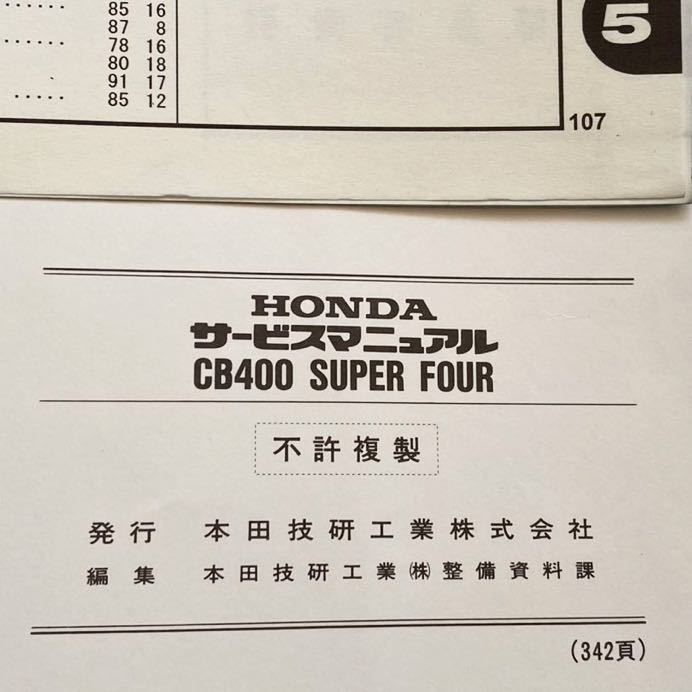 ······· 85 16
87 8
······· 78 16
80 18
91 17
····· 85 12
5
107
HONDA
サービスマニュアル
CB400 SUPER FOUR
不許複製
発行 本田技研工業株式会社
編集 本田技研工業㈱整備資料課
(342頁)